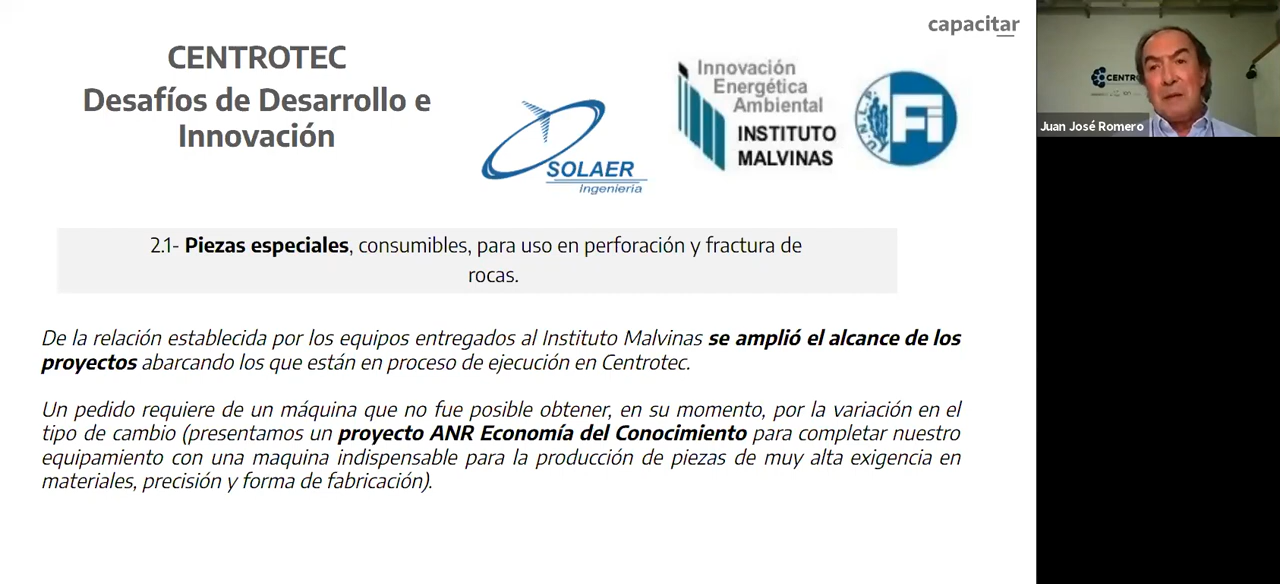 capacitar
CENTROTEC
Desafíos de Desarrollo e
Innovación
Innovación
Energética
Ambiental
INSTITUTO
MALVINAS
SOLAER
Ingeniería
Fi
Juan José Romero
2.1- Piezas especiales, consumibles, para uso en perforación y fractura de
rocas.
De la relación establecida por los equipos entregados al Instituto Malvinas se amplió el alcance de los
proyectos abarcando los que están en proceso de ejecución en Centrotec.
Un pedido requiere de un máquina que no fue posible obtener, en su momento, por la variación en el
tipo de cambio (presentamos un proyecto ANR Economía del Conocimiento para completar nuestro
equipamiento con una maquina indispensable para la producción de piezas de muy alta exigencia en
materiales, precisión y forma de fabricación).